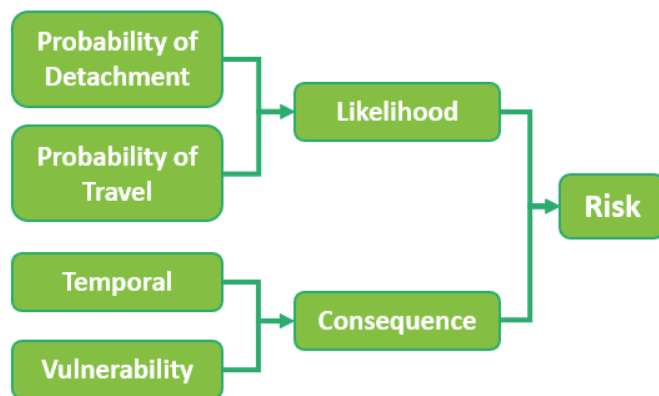 Probability of
Detachment
Likelihood
Probability of
Travel
Risk
Temporal
Consequence
Vulnerability